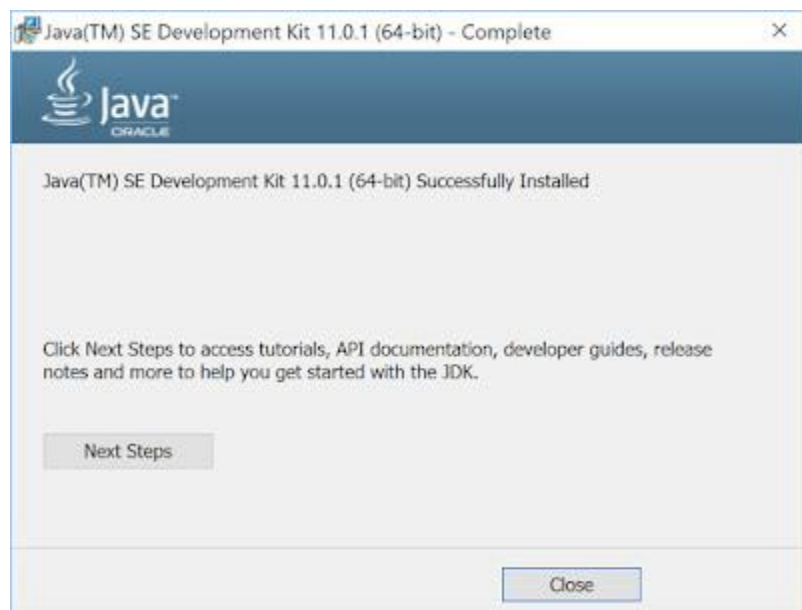 Java(TM) SE Development Kit 11.0.1 (64-bit) - Complete
Java™
ORACLE
Java(TM) SE Development Kit 11.0.1 (64-bit) Successfully Installed
Click Next Steps to access tutorials, API documentation, developer guides, release
notes and more to help you get started with the JDK.
Next Steps
Close